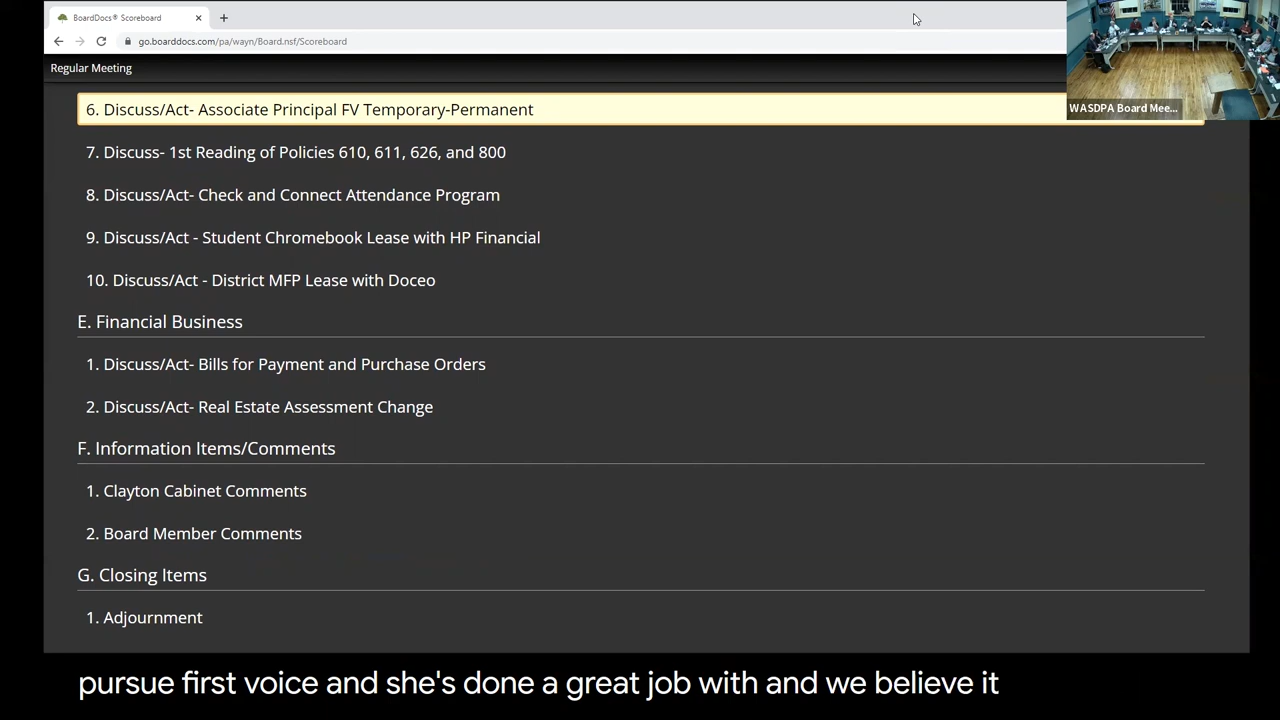 BoardDocs® Scoreboard
go.boarddocs.com/pa/wayn/Board.nsf/Scoreboard
Regular Meeting
WASDPA Board Mee...
6. Discuss/Act- Associate Principal FV Temporary-Permanent
7. Discuss- 1st Reading of Policies 610, 611, 626, and 800
8. Discuss/Act- Check and Connect Attendance Program
9. Discuss/Act - Student Chromebook Lease with HP Financial
10. Discuss/Act - District MFP Lease with Doceo
E. Financial Business
1. Discuss/Act- Bills for Payment and Purchase Orders
2. Discuss/Act- Real Estate Assessment Change
F. Information Items/Comments
1. Clayton Cabinet Comments
2. Board Member Comments
G. Closing Items
1. Adjournment
pursue first voice and she's done a great job with and we believe it